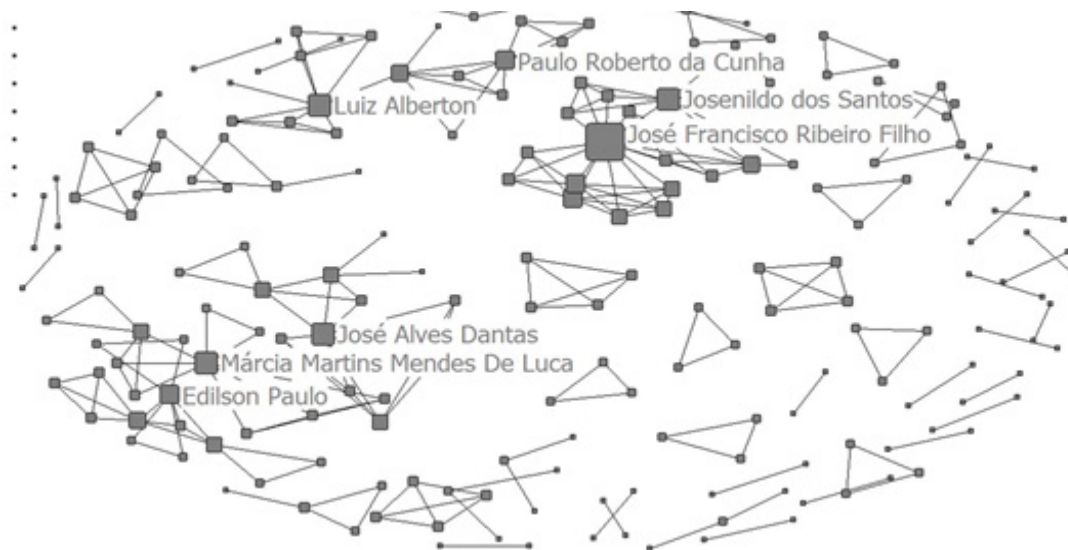 Paulo Roberto da Cunha
Luiz Alberton
Josenildo dos Santos
José Francisco Ribeiro Filho
José Alves Dantas
Márcia Martins Mendes De Luca
Edilson Paulo